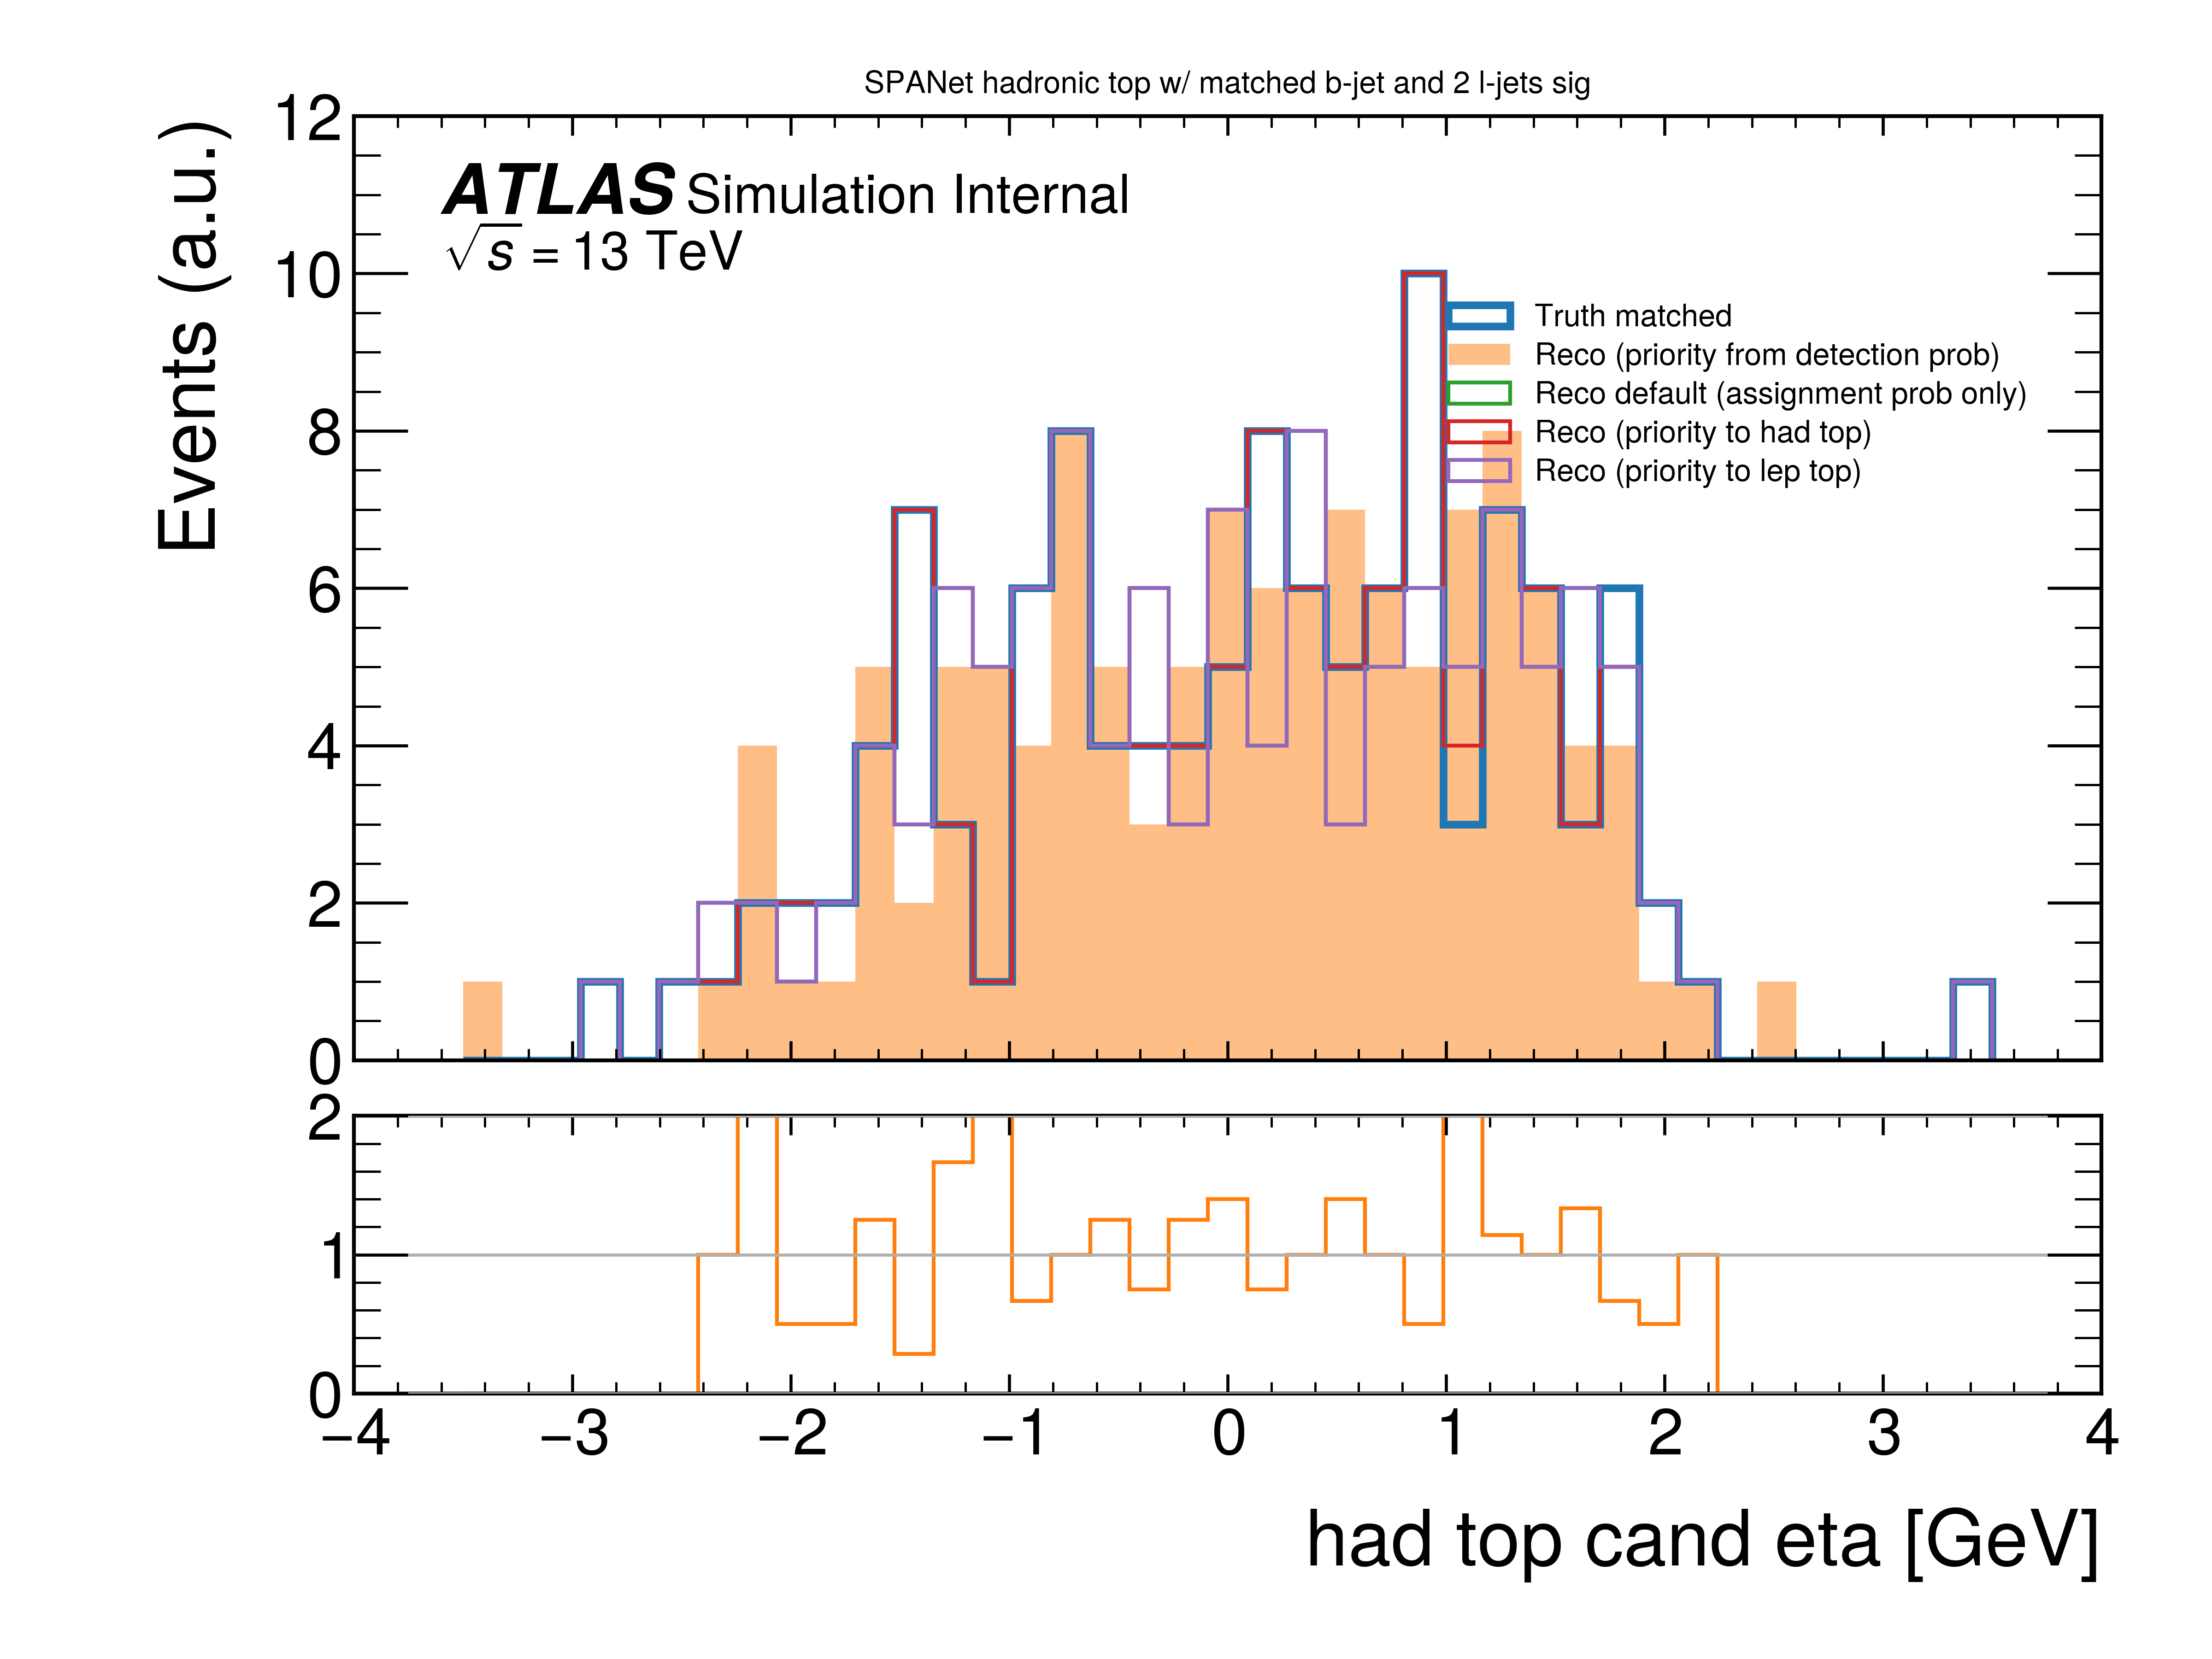 SPANet hadronic top w/ matched b-jet and 2 l-jets sig
Events (a.u.)
12
10
8
6
4
2
0
ATLAS Simulation Internal
√s = 13 TeV
Truth matched
Reco (priority from detection prob)
Reco default (assignment prob only)
Reco (priority to had top)
Reco (priority to lep top)
2
1
0
−4 −3 −2 −1 0 1 2 3 4
had top cand eta [GeV]